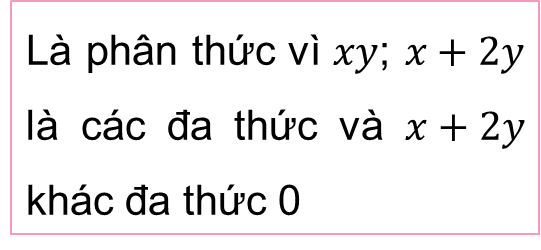 Là phân thức vì xy; x + 2y
là các đa thức và x + 2y
khác đa thức 0